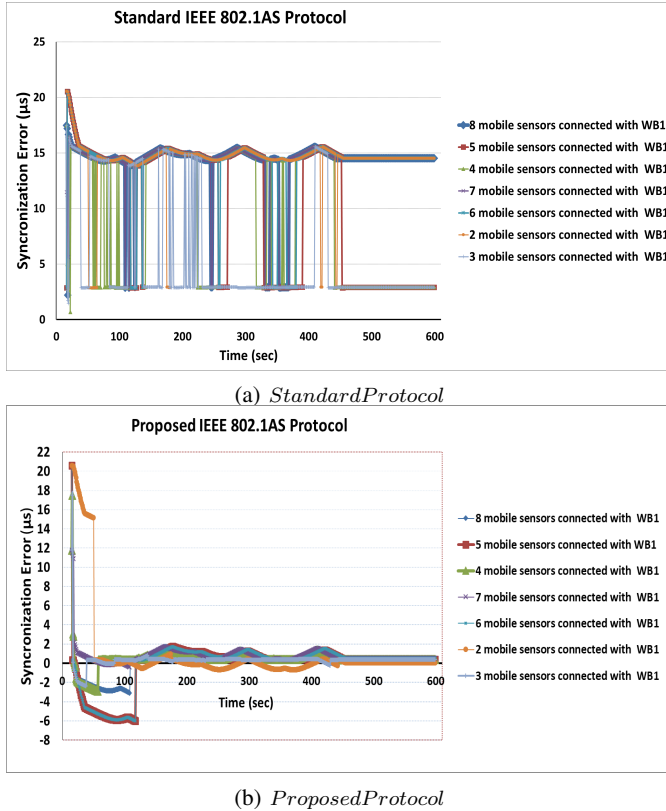 Standard IEEE 802.1AS Protocol
25
20
15
10
5
0
Syncronization Error (µs)
0 100 200 300 400 500 600
Time (sec)
8 mobile sensors connected with WB1
5 mobile sensors connected with WB1
4 mobile sensors connected with WB1
7 mobile sensors connected with WB1
6 mobile sensors connected with WB1
2 mobile sensors connected with WB1
3 mobile sensors connected with WB1
(a) StandardProtocol
Proposed IEEE 802.1AS Protocol
22
20
18
16
14
12
10
8
6
4
2
0
-2
-4
-6
-8
Syncronization Error (µs)
0 100 200 300 400 500 600
Time (sec)
8 mobile sensors connected with WB1
5 mobile sensors connected with WB1
4 mobile sensors connected with WB1
7 mobile sensors connected with WB1
6 mobile sensors connected with WB1
2 mobile sensors connected with WB1
3 mobile sensors connected with WB1
(b) ProposedProtocol